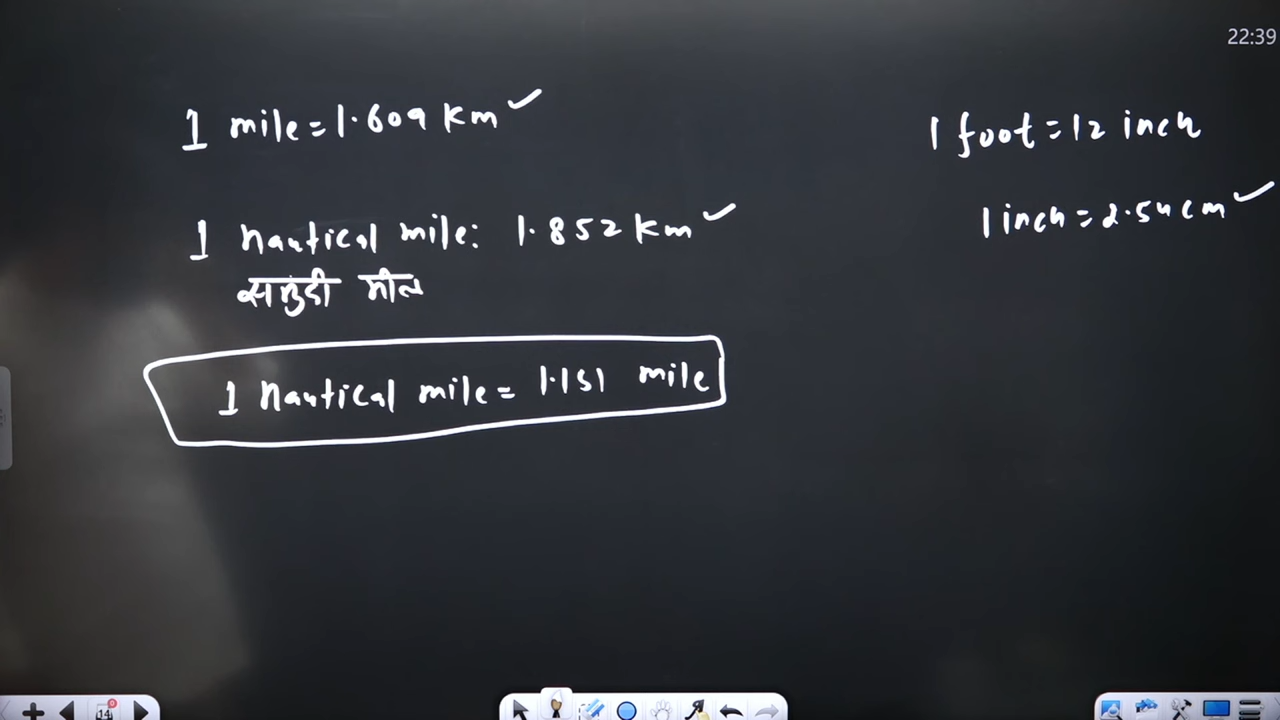 22:39
1 mile = 1.609 km ✓
1 foot = 12 inch
1 inch = 2.54 cm ✓
1 nautical mile: 1.852 km ✓
समुद्री मील
1 nautical mile = 1.151 mile
14